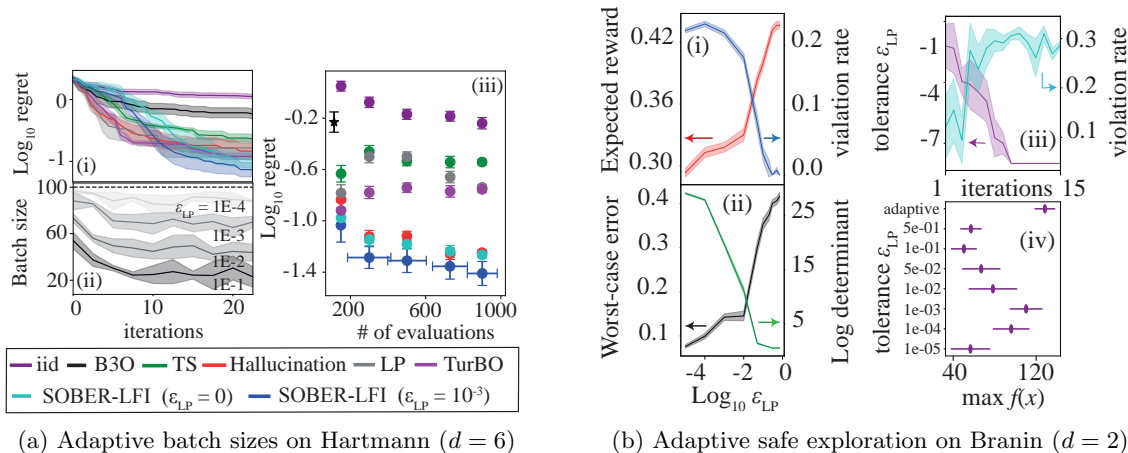 Log10 regret
0
-1
(i)
Batch size
100
60
20
(ii)
εLP = 1E-4
1E-3
1E-2
1E-1
0
10
20
iterations
(iii)
Log10 regret
-0.2
-0.6
-1.0
-1.4
200
600
1000
# of evaluations
iid B3O TS Hallucination LP TurBO
SOBER-LFI (εLP = 0) SOBER-LFI (εLP = 10-3)
(a) Adaptive batch sizes on Hartmann (d = 6)
Expected reward
0.42
0.36
0.30
(i)
0.2
0.1
0.0
vialation rate
Worst-case error
0.4
0.3
0.2
0.1
(ii)
25
15
5
Log determinant
-4
-2
0
Log10 εLP
tolerance εLP
-1
-4
-7
(iii)
0.3
0.2
0.1
violation rate
1
iterations
15
tolerance εLP
adaptive
5e-01
1e-01
5e-02
1e-02
1e-03
1e-04
1e-05
(iv)
40
120
max f(x)
(b) Adaptive safe exploration on Branin (d = 2)